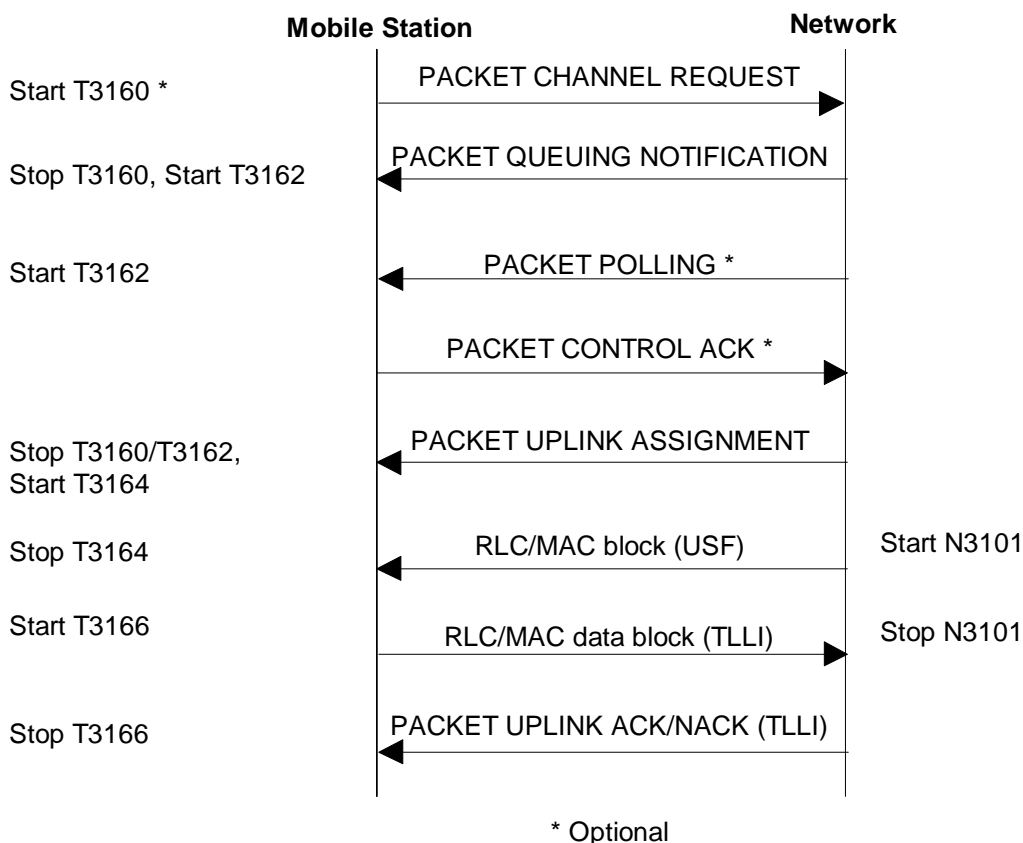 Mobile Station
Network
PACKET CHANNEL REQUEST
Start T3160 *
PACKET QUEUING NOTIFICATION
Stop T3160, Start T3162
PACKET POLLING *
Start T3162
PACKET CONTROL ACK *
PACKET UPLINK ASSIGNMENT
Stop T3160/T3162,
Start T3164
RLC/MAC block (USF)
Start N3101
Stop T3164
Start T3166
RLC/MAC data block (TLLI)
Stop N3101
PACKET UPLINK ACK/NACK (TLLI)
Stop T3166
* Optional